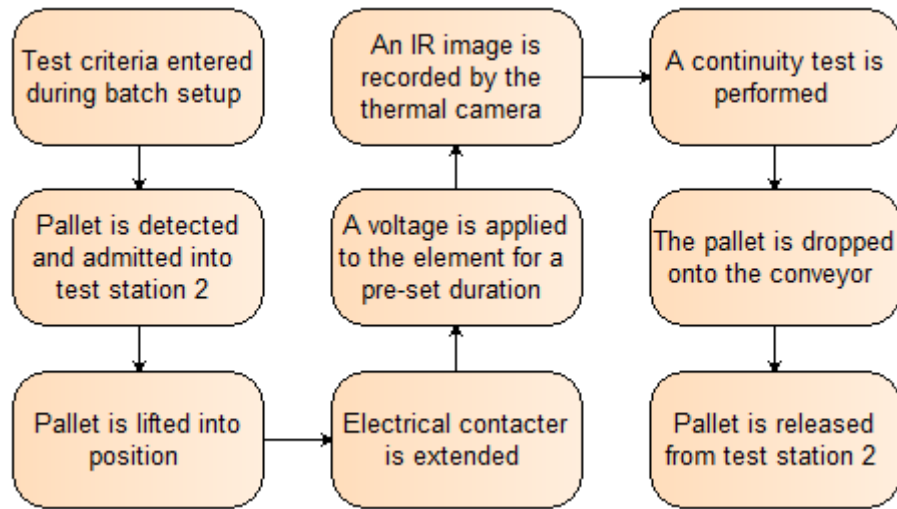 Test criteria entered
during batch setup
Pallet is detected
and admitted into
test station 2
Pallet is lifted into
position
Electrical contacter
is extended
A voltage is applied
to the element for a
pre-set duration
An IR image is
recorded by the
thermal camera
A continuity test is
performed
The pallet is dropped
onto the conveyor
Pallet is released
from test station 2